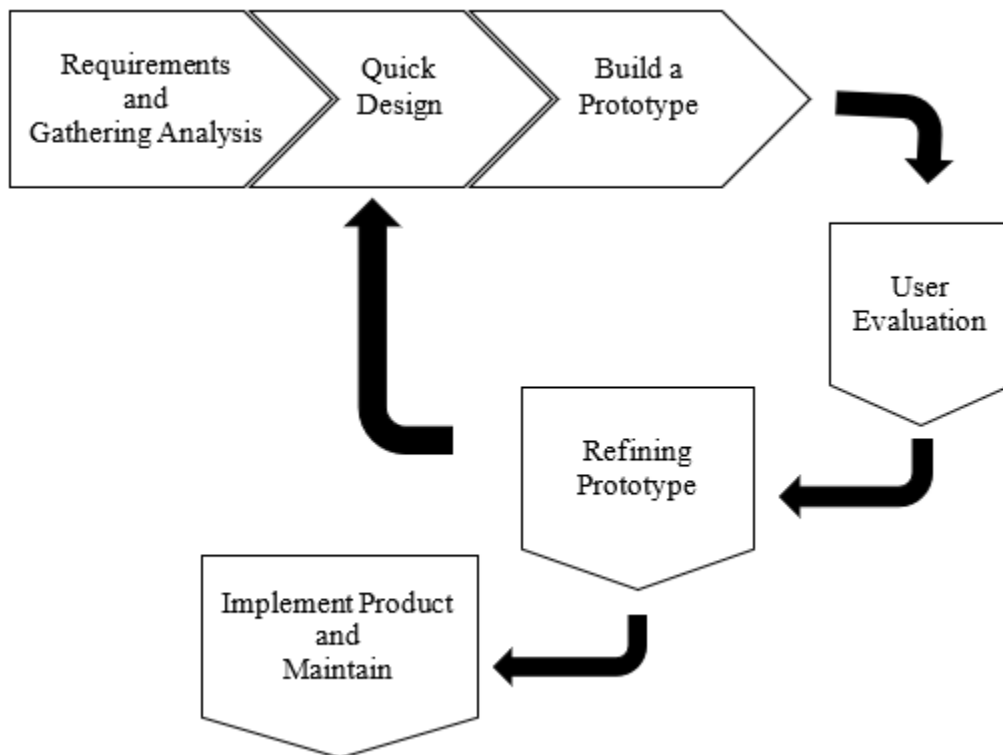 Requirements
and
Gathering Analysis
Quick
Design
Build a
Prototype
User
Evaluation
Refining
Prototype
Implement Product
and
Maintain